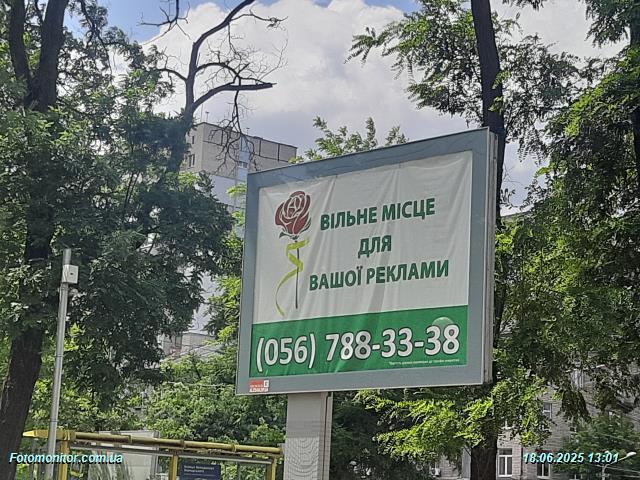 ВІЛЬНЕ МІСЦЕ
ДЛЯ
ВАШОЇ РЕКЛАМИ
(056) 788-33-38
Fotomonitor.com.ua
18.06.2025 13:01